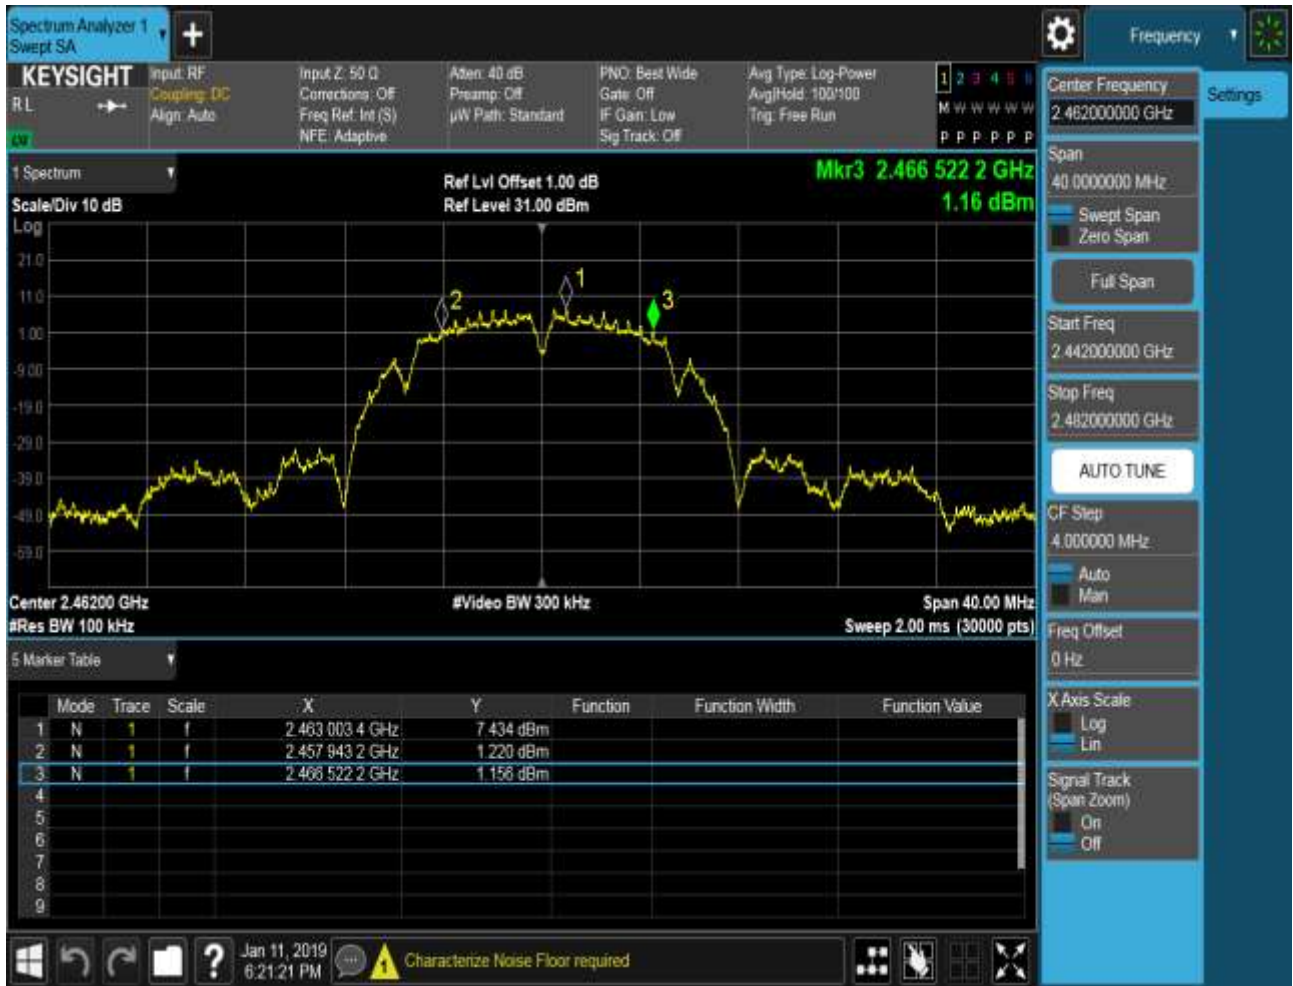 Spectrum Analyzer 1
Swept SA
Frequency
KEYSIGHT
RL
Input: RF
Coupling: DC
Align: Auto
Input Z: 50 Ω
Corrections: Off
Freq Ref: Int (S)
NFE: Adaptive
Atten: 40 dB
Preamp: Off
µW Path: Standard
PNO: Best Wide
Gate: Off
IF Gain: Low
Sig Track: Off
Avg Type: Log-Power
Avg|Hold: 100/100
Trig: Free Run
1 2 3 4 5 6
M W W W W W
P P P P P P
Center Frequency
2.462000000 GHz
Settings
Span
40.0000000 MHz
Swept Span
Zero Span
Full Span
Start Freq
2.442000000 GHz
Stop Freq
2.482000000 GHz
AUTO TUNE
CF Step
4.000000 MHz
Auto
Man
Freq Offset
0 Hz
X Axis Scale
Log
Lin
Signal Track
(Span Zoom)
On
Off
1 Spectrum
Scale/Div 10 dB
Ref Lvl Offset 1.00 dB
Ref Level 31.00 dBm
Mkr3 2.466 522 2 GHz
1.16 dBm
Log
21.0
11.0
1.00
-9.00
-19.0
-29.0
-39.0
-49.0
-59.0
1
2
3
Center 2.46200 GHz
#Video BW 300 kHz
Span 40.00 MHz
#Res BW 100 kHz
Sweep 2.00 ms (30000 pts)
5 Marker Table
Mode Trace Scale X Y Function Function Width Function Value
1 N 1 f 2.463 003 4 GHz 7.434 dBm
2 N 1 f 2.457 943 2 GHz 1.220 dBm
3 N 1 f 2.466 522 2 GHz 1.156 dBm
4
5
6
7
8
9
?
Jan 11, 2019
6:21:21 PM
1
Characterize Noise Floor required